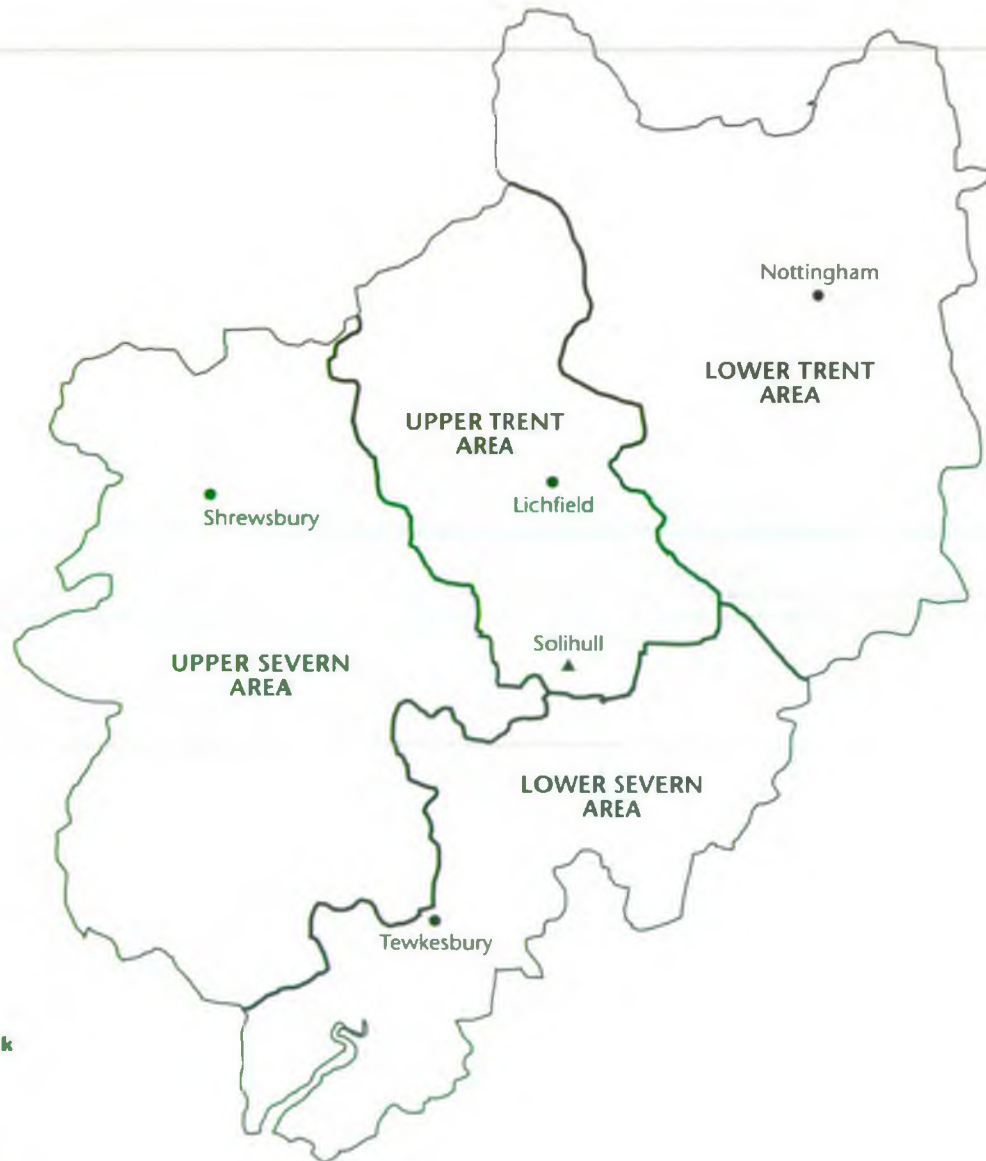 Nottingham
LOWER TRENT
AREA
UPPER TRENT
AREA
Lichfield
Shrewsbury
Solihull
UPPER SEVERN
AREA
LOWER SEVERN
AREA
Tewkesbury
k